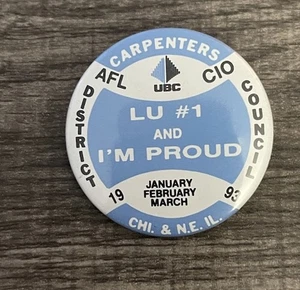 CARPENTERS
AFL CIO
UBC
DISTRICT COUNCIL
LU #1
AND
I'M PROUD
JANUARY
19 FEBRUARY 93
MARCH
CHI. & N.E. IL.